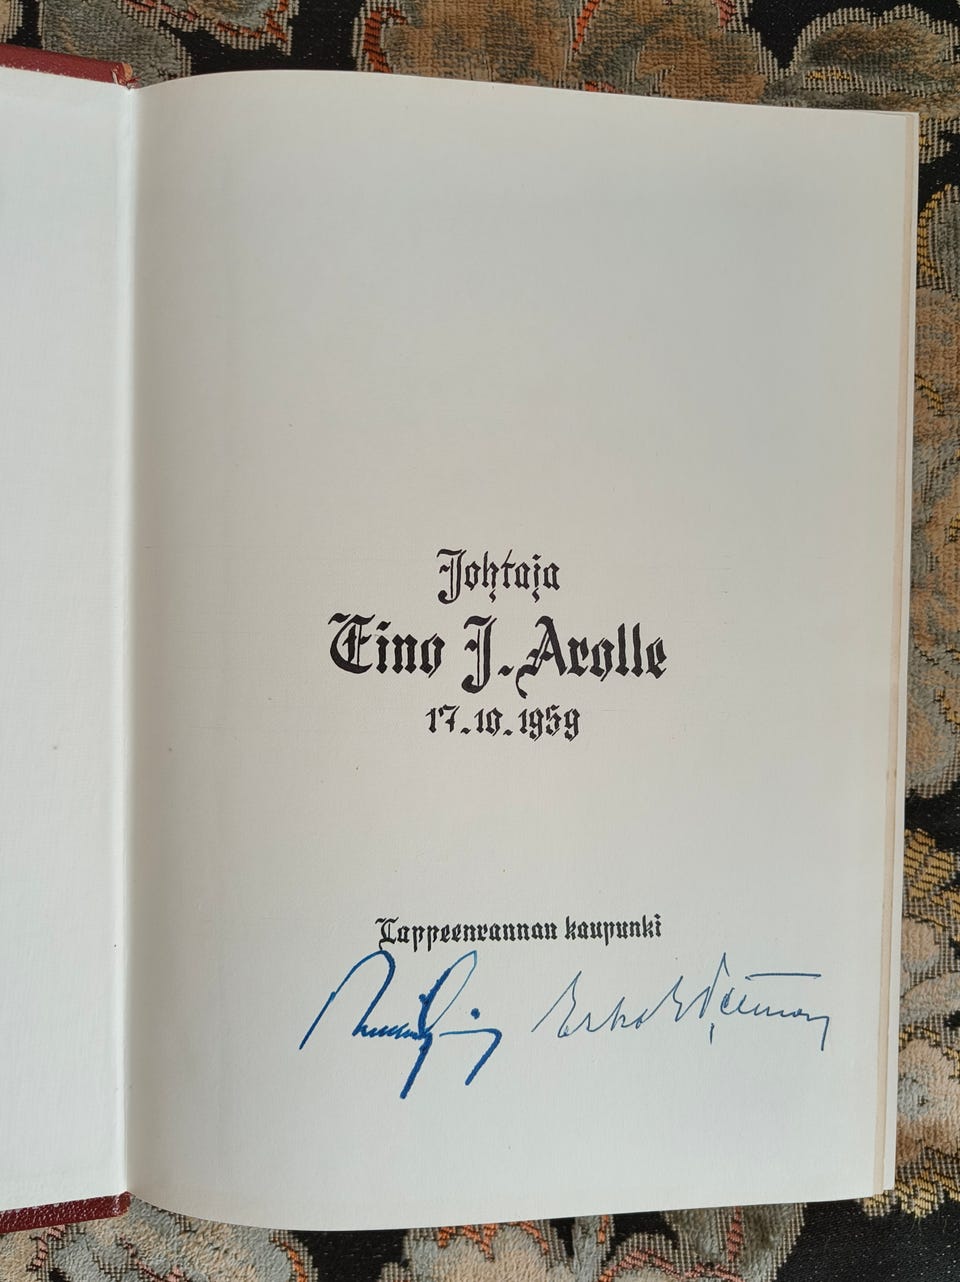 Johtaja
Eino J. Arolle
17.10.1959
Lappeenrannan kaupunki